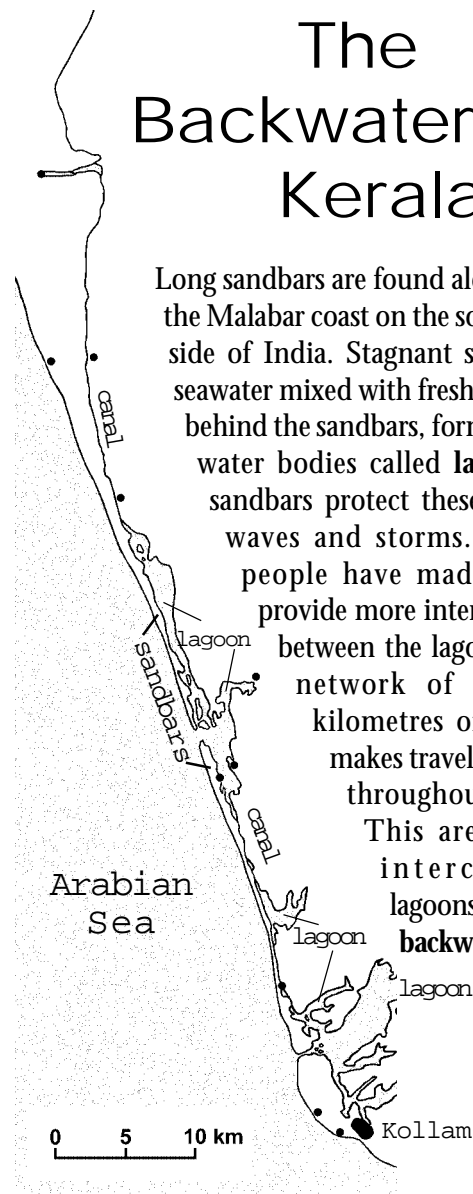 The
Backwater
Kerala
Long sandbars are found alo
the Malabar coast on the so
side of India. Stagnant s
seawater mixed with fresh
behind the sandbars, form
water bodies called la
sandbars protect these
waves and storms.
people have mad
provide more inter
between the lago
network of
kilometres o
makes travel
throughou
This are
interc
lagoons
backw
canal
lagoon
sandbars
canal
Arabian
Sea
lagoon
lagoon
Kollam
0 5 10 km